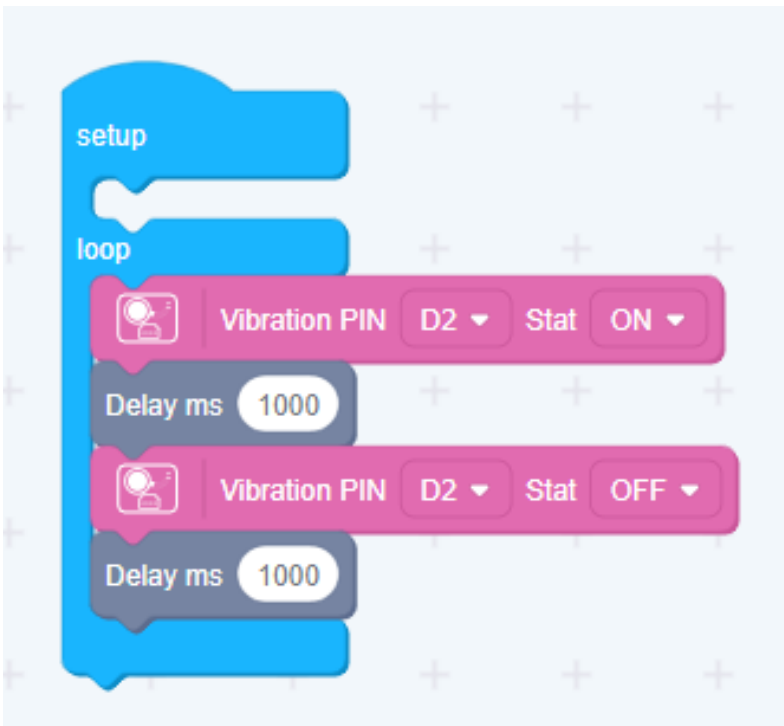 setup
loop
Vibration PIN D2 Stat ON
Delay ms 1000
Vibration PIN D2 Stat OFF
Delay ms 1000